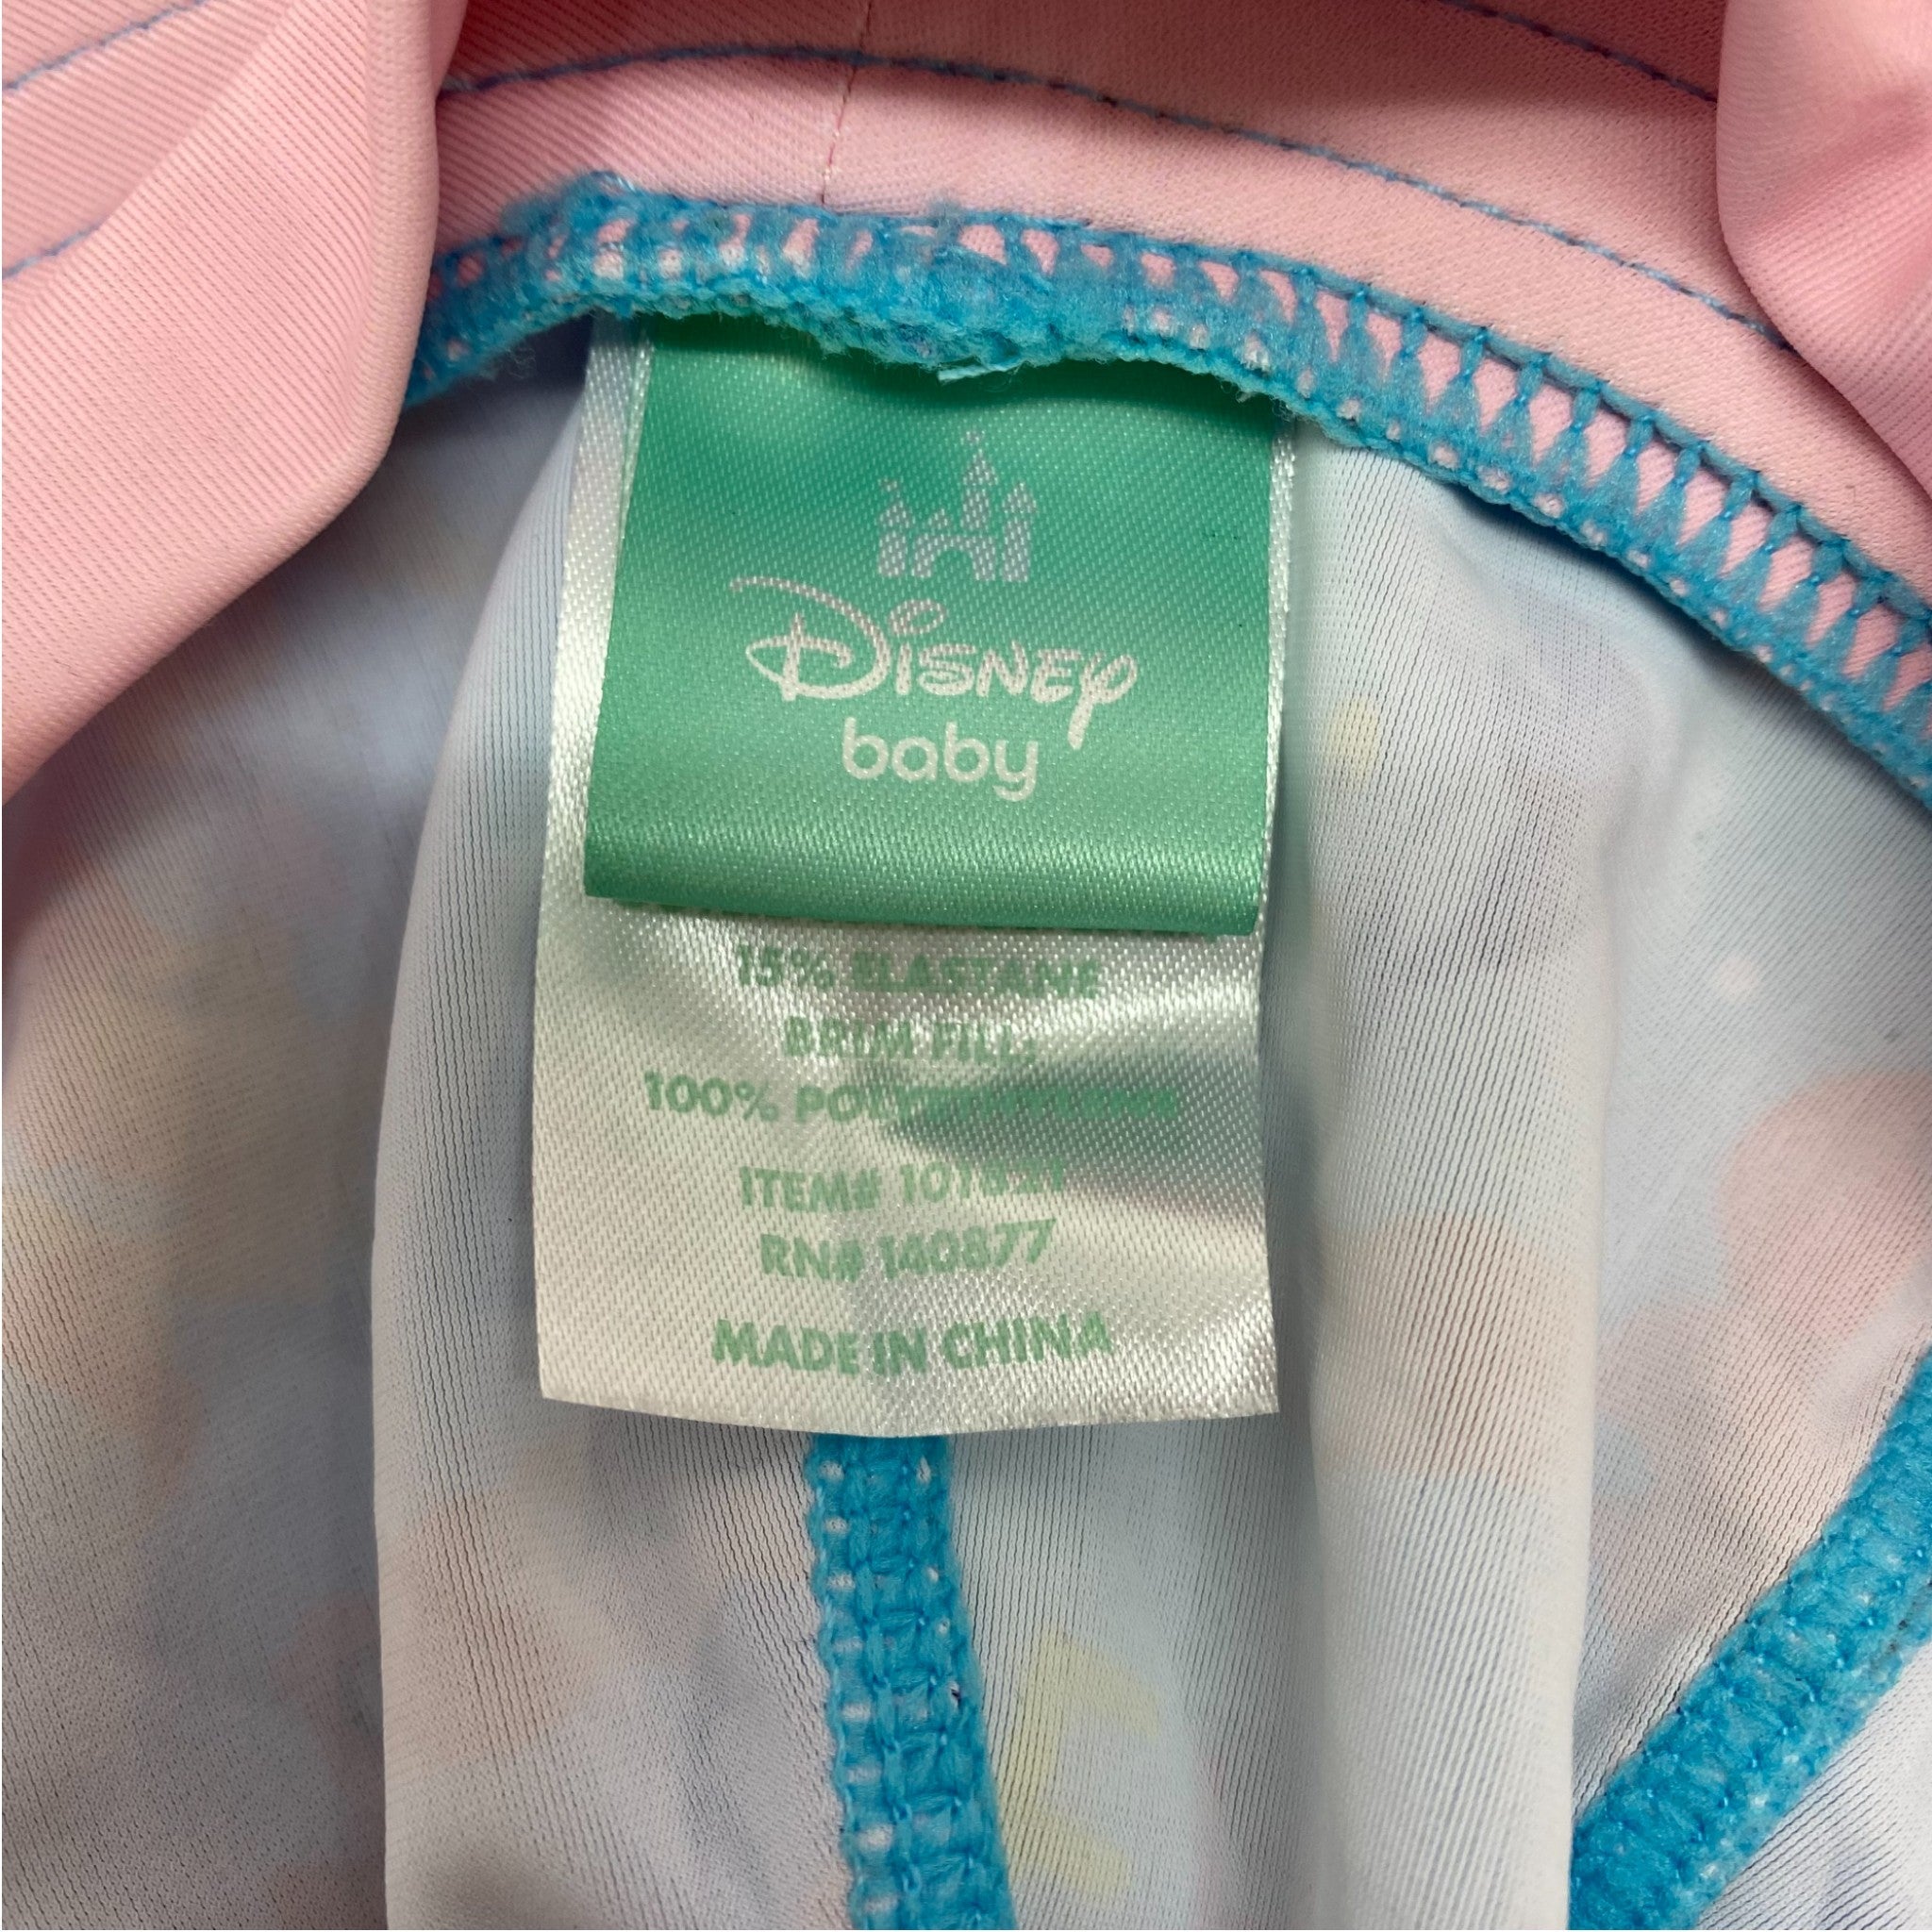 Disney
baby
15% ELASTANE
BRIM FILL:
100%
ITEM#
RN# 140877
MADE IN CHINA